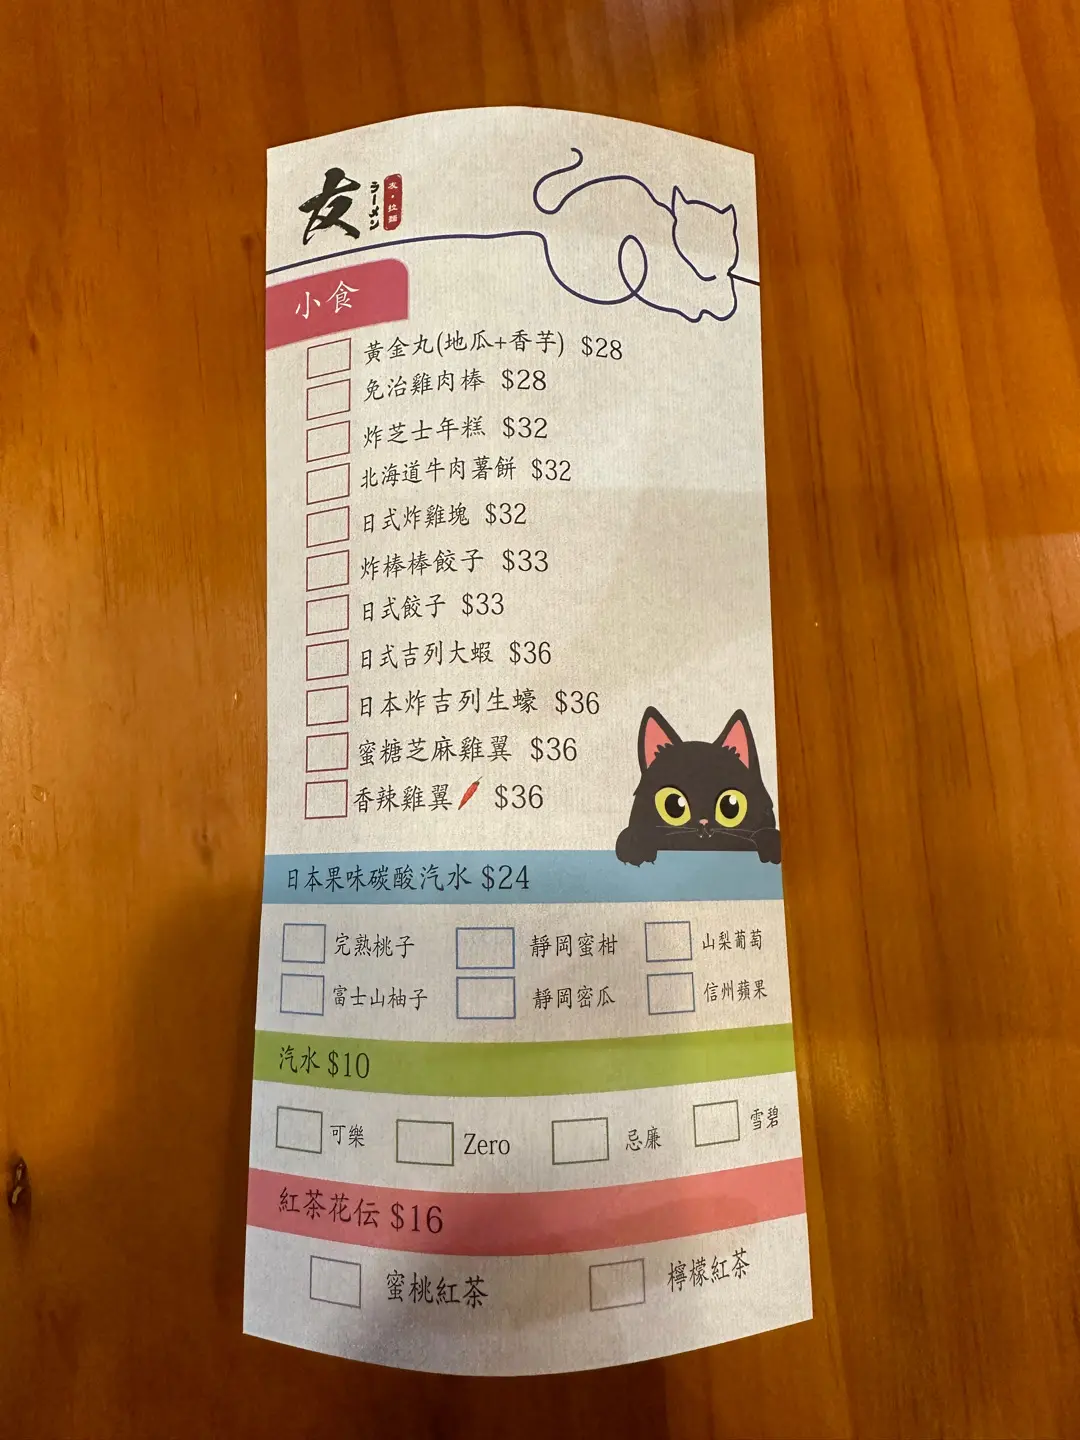 友
ラーメン
友・拉麵
小食
黃金丸(地瓜+香芋) $28
免治雞肉棒 $28
炸芝士年糕 $32
北海道牛肉薯餅 $32
日式炸雞塊 $32
炸棒棒餃子 $33
日式餃子 $33
日式吉列大蝦 $36
日本炸吉列生蠔 $36
蜜糖芝麻雞翼 $36
香辣雞翼 $36
日本果味碳酸汽水 $24
完熟桃子 靜岡蜜柑 山梨葡萄
富士山柚子 靜岡密瓜 信州蘋果
汽水 $10
可樂 Zero 忌廉 雪碧
紅茶花伝 $16
蜜桃紅茶 檸檬紅茶